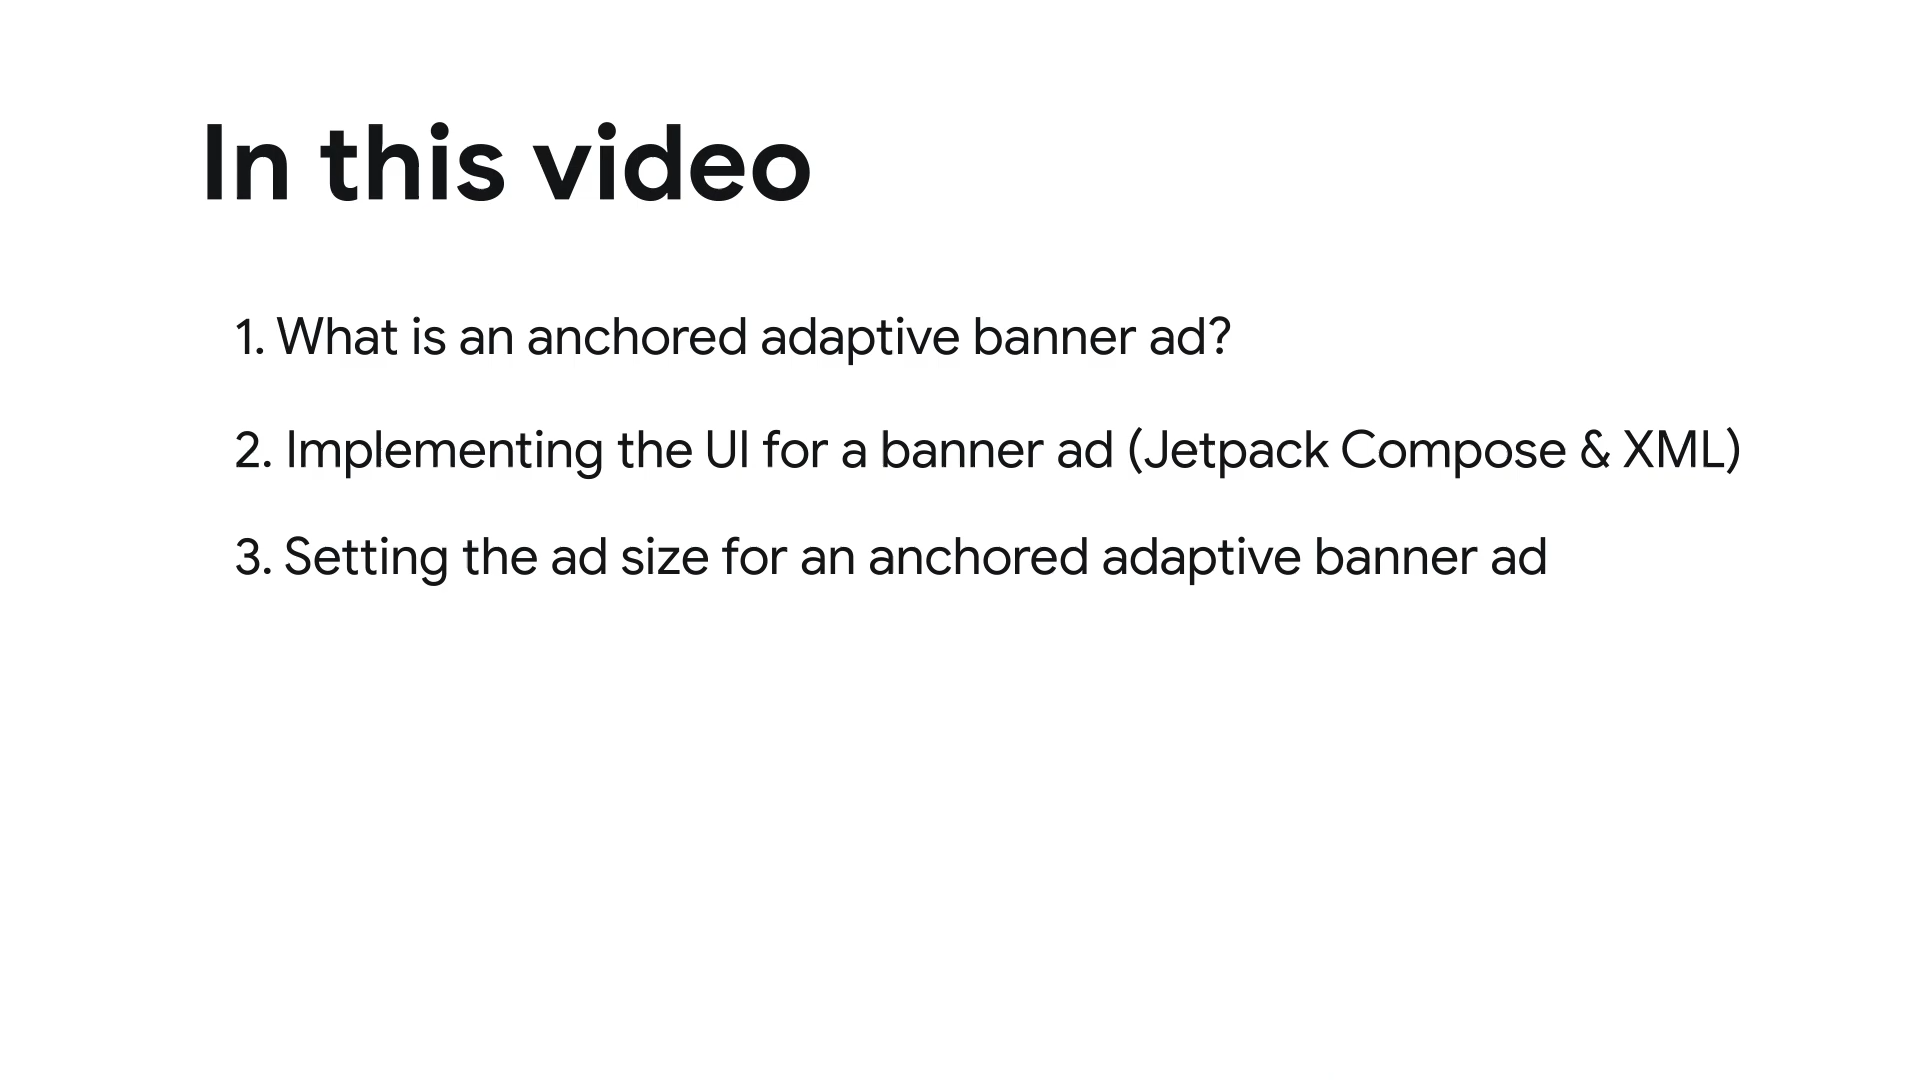 In this video
1. What is an anchored adaptive banner ad?
2. Implementing the UI for a banner ad (Jetpack Compose & XML)
3. Setting the ad size for an anchored adaptive banner ad